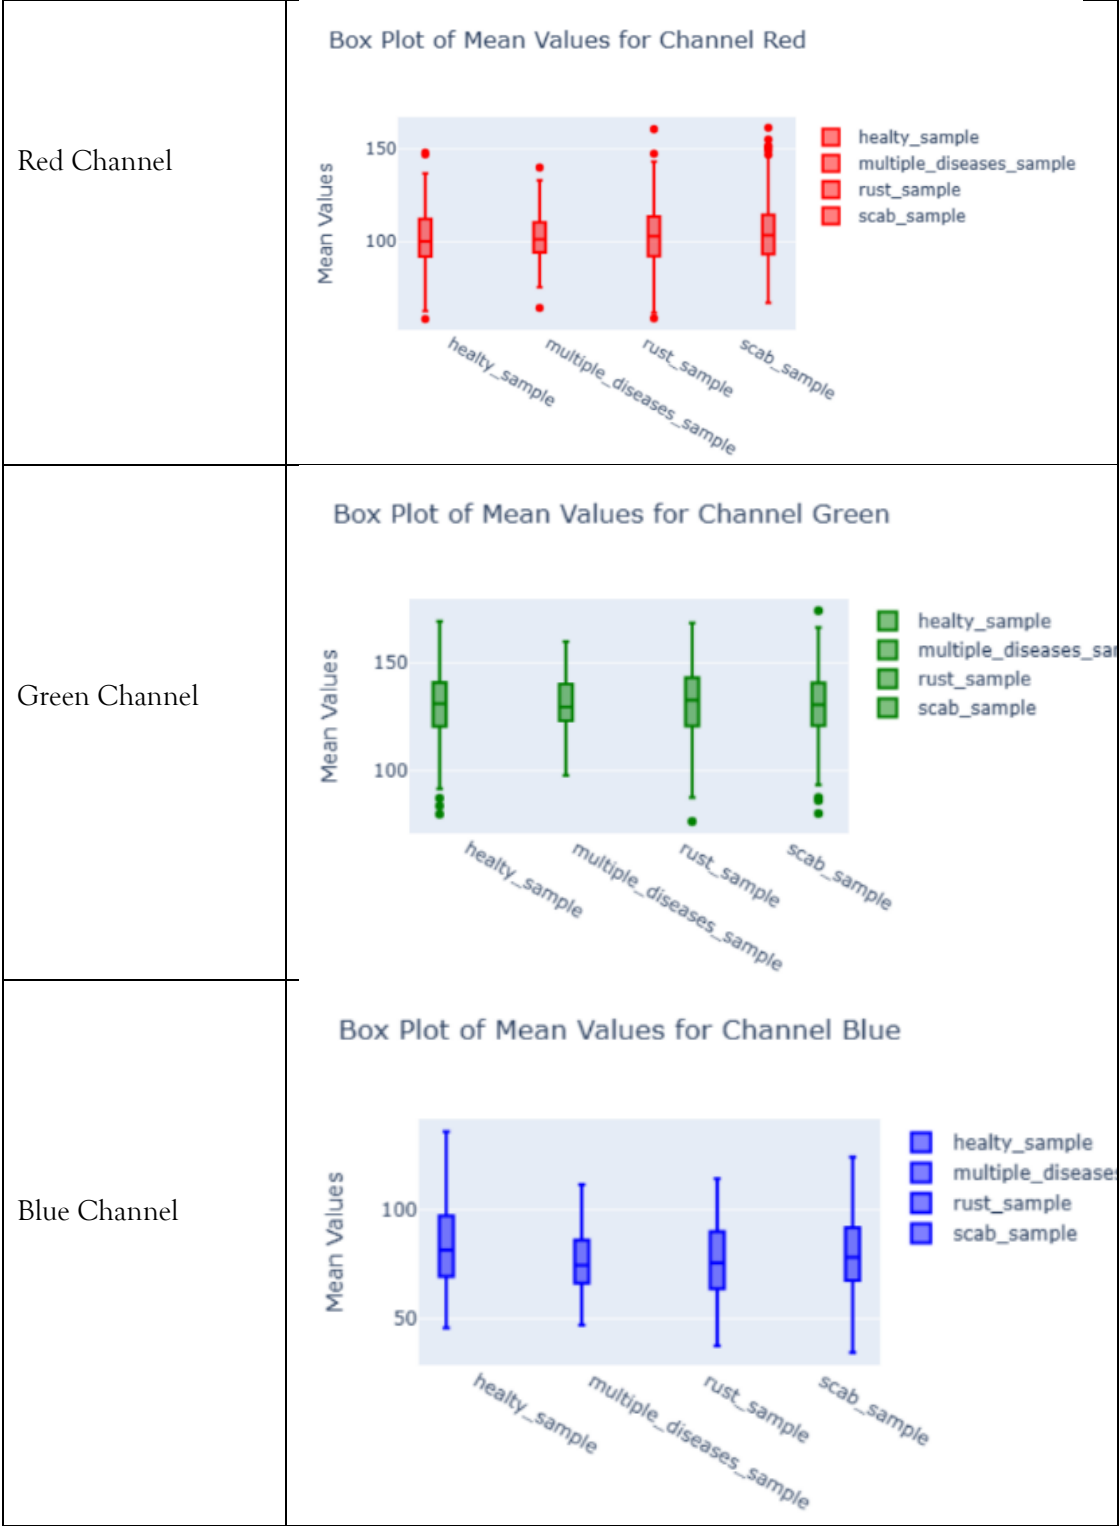 Red Channel
Box Plot of Mean Values for Channel Red
Mean Values
150
100
healty_sample
multiple_diseases_sample
rust_sample
scab_sample
healty_sample
multiple_diseases_sample
rust_sample
scab_sample
Green Channel
Box Plot of Mean Values for Channel Green
Mean Values
150
100
healty_sample
multiple_diseases_sample
rust_sample
scab_sample
healty_sample
multiple_diseases_sar
rust_sample
scab_sample
Blue Channel
Box Plot of Mean Values for Channel Blue
Mean Values
100
50
healty_sample
multiple_diseases_sample
rust_sample
scab_sample
healty_sample
multiple_diseases
rust_sample
scab_sample